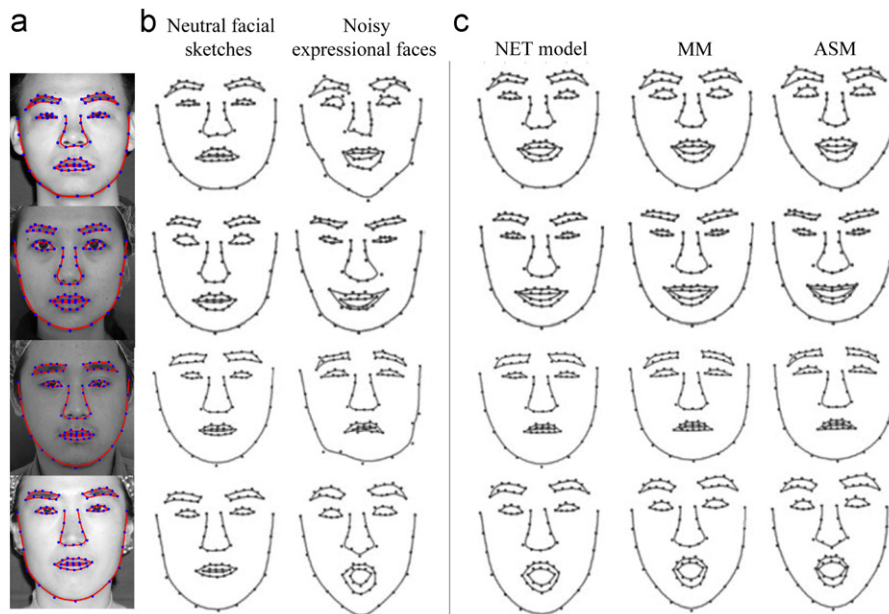 a
b
c
Neutral facial
sketches
Noisy
expressional faces
NET model
MM
ASM